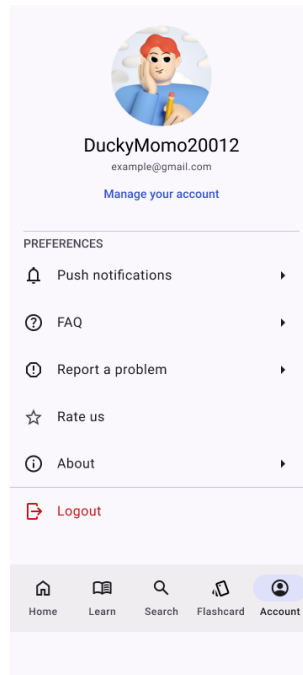 DuckyMomo20012
example@gmail.com
Manage your account
PREFERENCES
Push notifications
FAQ
Report a problem
Rate us
About
Logout
Home Learn Search Flashcard Account